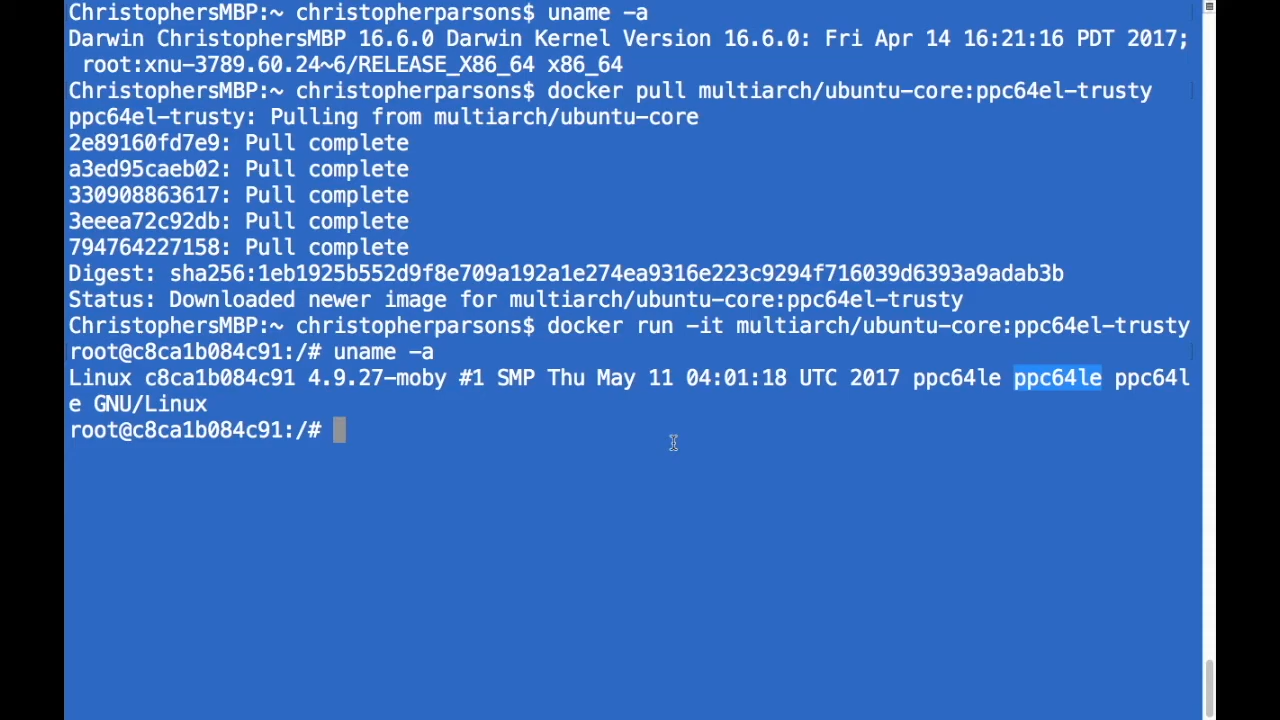 ChristophersMBP:~ christopherparsons$ uname -a
Darwin ChristophersMBP 16.6.0 Darwin Kernel Version 16.6.0: Fri Apr 14 16:21:16 PDT 2017;
 root:xnu-3789.60.24~6/RELEASE_X86_64 x86_64
ChristophersMBP:~ christopherparsons$ docker pull multiarch/ubuntu-core:ppc64el-trusty
ppc64el-trusty: Pulling from multiarch/ubuntu-core
2e89160fd7e9: Pull complete
a3ed95caeb02: Pull complete
330908863617: Pull complete
3eeea72c92db: Pull complete
794764227158: Pull complete
Digest: sha256:1eb1925b552d9f8e709a192a1e274ea9316e223c9294f716039d6393a9adab3b
Status: Downloaded newer image for multiarch/ubuntu-core:ppc64el-trusty
ChristophersMBP:~ christopherparsons$ docker run -it multiarch/ubuntu-core:ppc64el-trusty
root@c8ca1b084c91:/# uname -a
Linux c8ca1b084c91 4.9.27-moby #1 SMP Thu May 11 04:01:18 UTC 2017 ppc64le ppc64le ppc64l
e GNU/Linux
root@c8ca1b084c91:/#